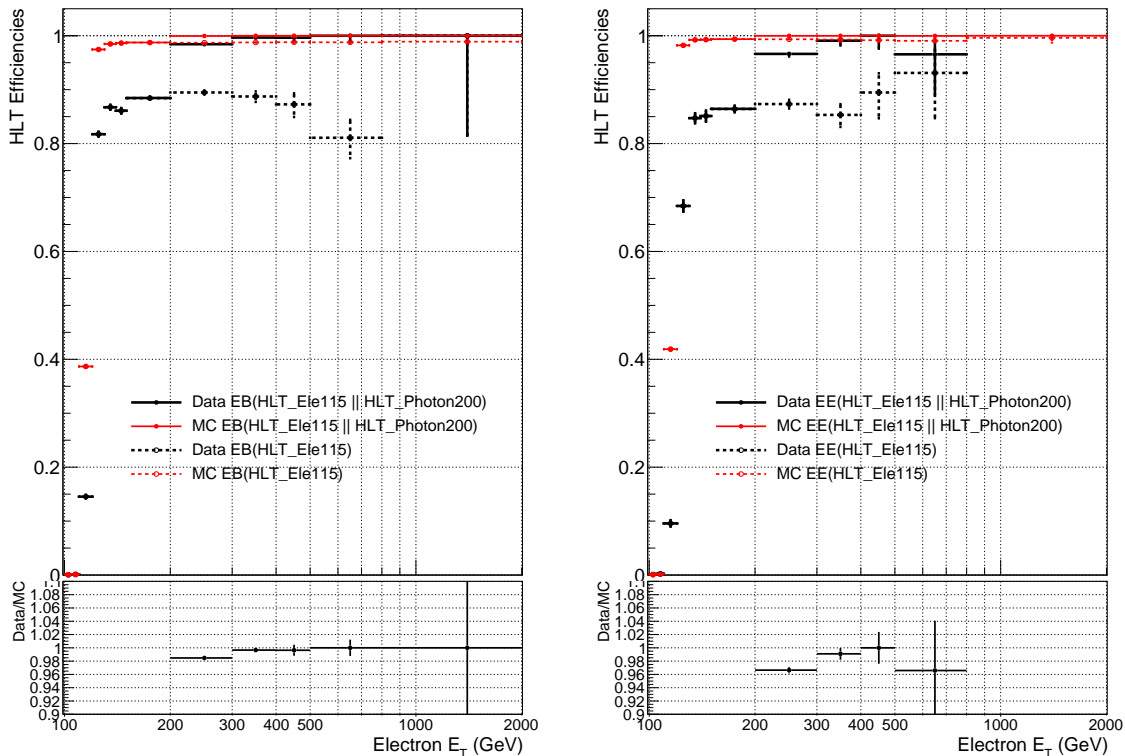 HLT Efficiencies
1
0.8
0.6
0.4
0.2
0
Data EB(HLT_Ele115 || HLT_Photon200)
MC EB(HLT_Ele115 || HLT_Photon200)
Data EB(HLT_Ele115)
MC EB(HLT_Ele115)
Data/MC
1.1
1.08
1.06
1.04
1.02
1
0.98
0.96
0.94
0.92
0.9
100 200 300 400 500 1000 2000
Electron E_T (GeV)
HLT Efficiencies
1
0.8
0.6
0.4
0.2
0
Data EE(HLT_Ele115 || HLT_Photon200)
MC EE(HLT_Ele115 || HLT_Photon200)
Data EE(HLT_Ele115)
MC EE(HLT_Ele115)
Data/MC
1.1
1.08
1.06
1.04
1.02
1
0.98
0.96
0.94
0.92
0.9
100 200 300 400 500 1000 2000
Electron E_T (GeV)